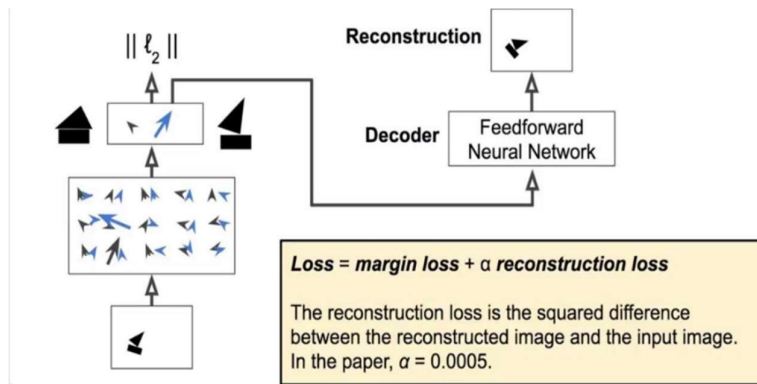 || ℓ₂ ||
Reconstruction
Decoder
Feedforward
Neural Network
Loss = margin loss + α reconstruction loss
The reconstruction loss is the squared difference
between the reconstructed image and the input image.
In the paper, α = 0.0005.